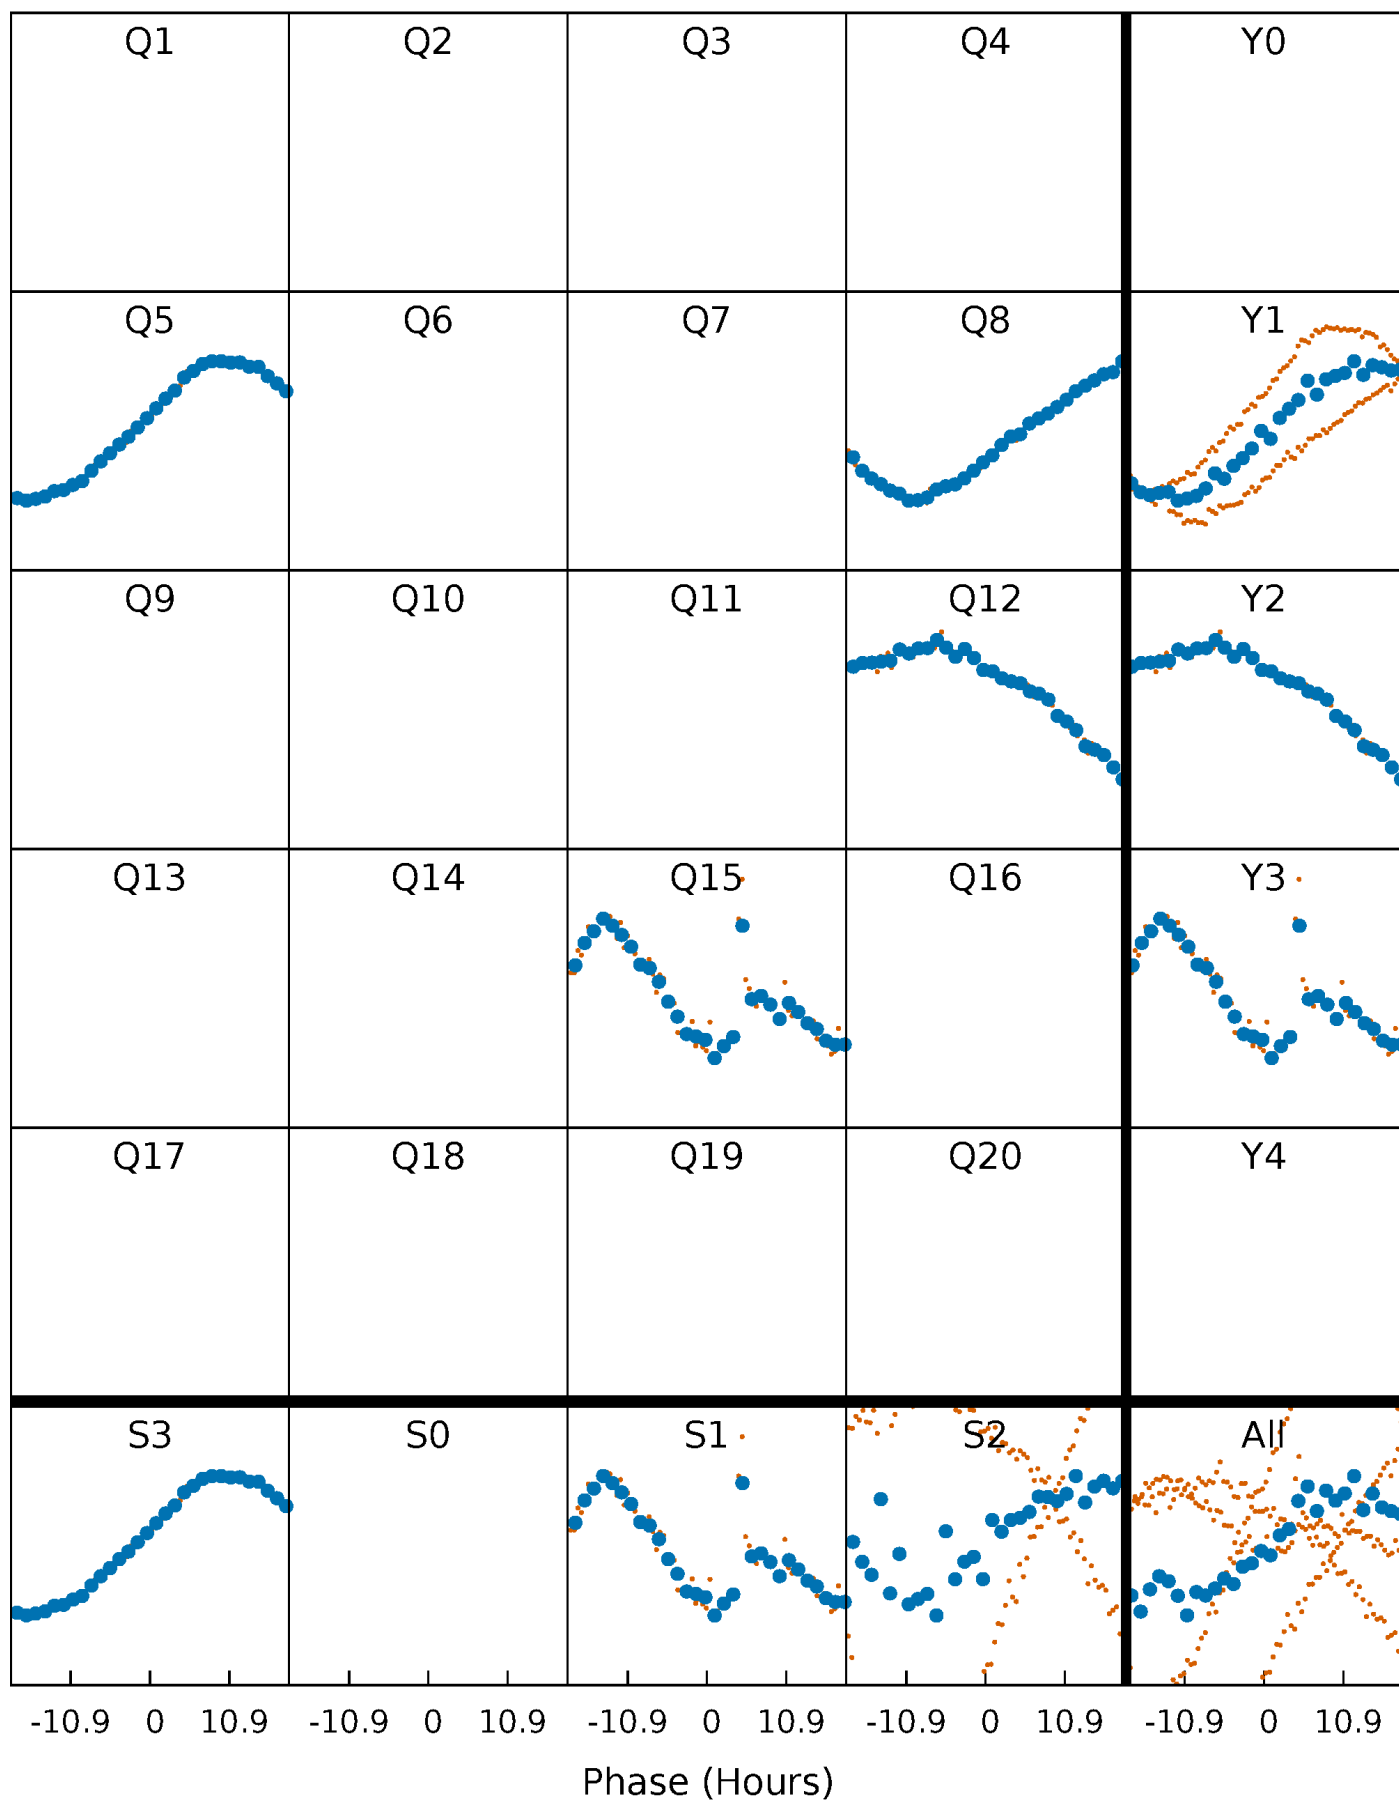 Q1 Q2 Q3 Q4 Y0
Q5 Q6 Q7 Q8 Y1
Q9 Q10 Q11 Q12 Y2
Q13 Q14 Q15 Q16 Y3
Q17 Q18 Q19 Q20 Y4
S3 S0 S1 S2 All
-10.9 0 10.9 -10.9 0 10.9 -10.9 0 10.9 -10.9 0 10.9 -10.9 0 10.9
Phase (Hours)